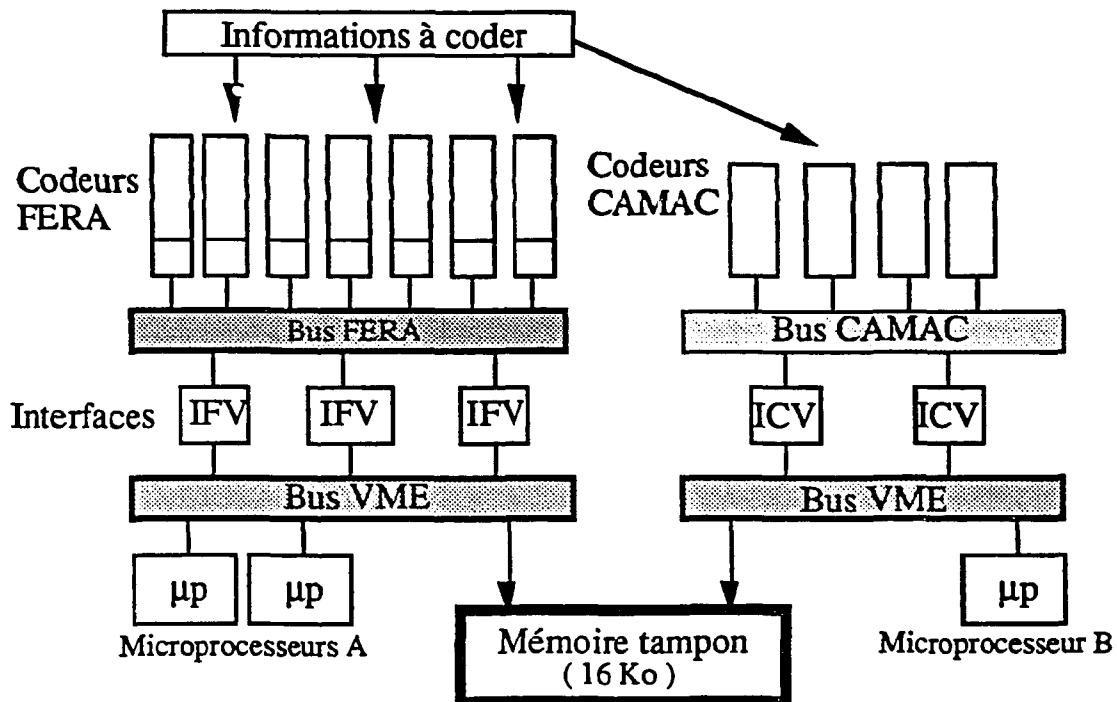 Informations à coder
Codeurs
FERA
Codeurs
CAMAC
Bus FERA
Bus CAMAC
Interfaces
IFV
IFV
IFV
ICV
ICV
Bus VME
Bus VME
µp
µp
µp
Microprocesseurs A
Mémoire tampon
( 16 Ko )
Microprocesseur B